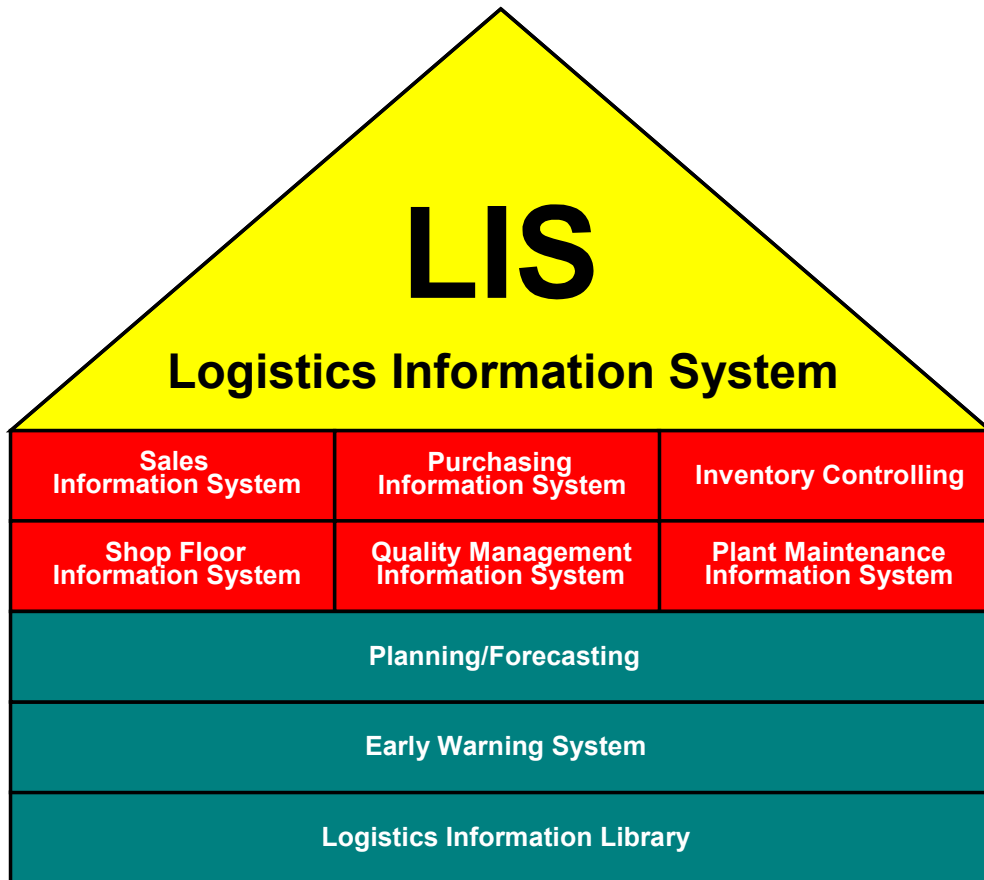 LIS
Logistics Information System
Sales
Information System
Purchasing
Information System
Inventory Controlling
Shop Floor
Information System
Quality Management
Information System
Plant Maintenance
Information System
Planning/Forecasting
Early Warning System
Logistics Information Library